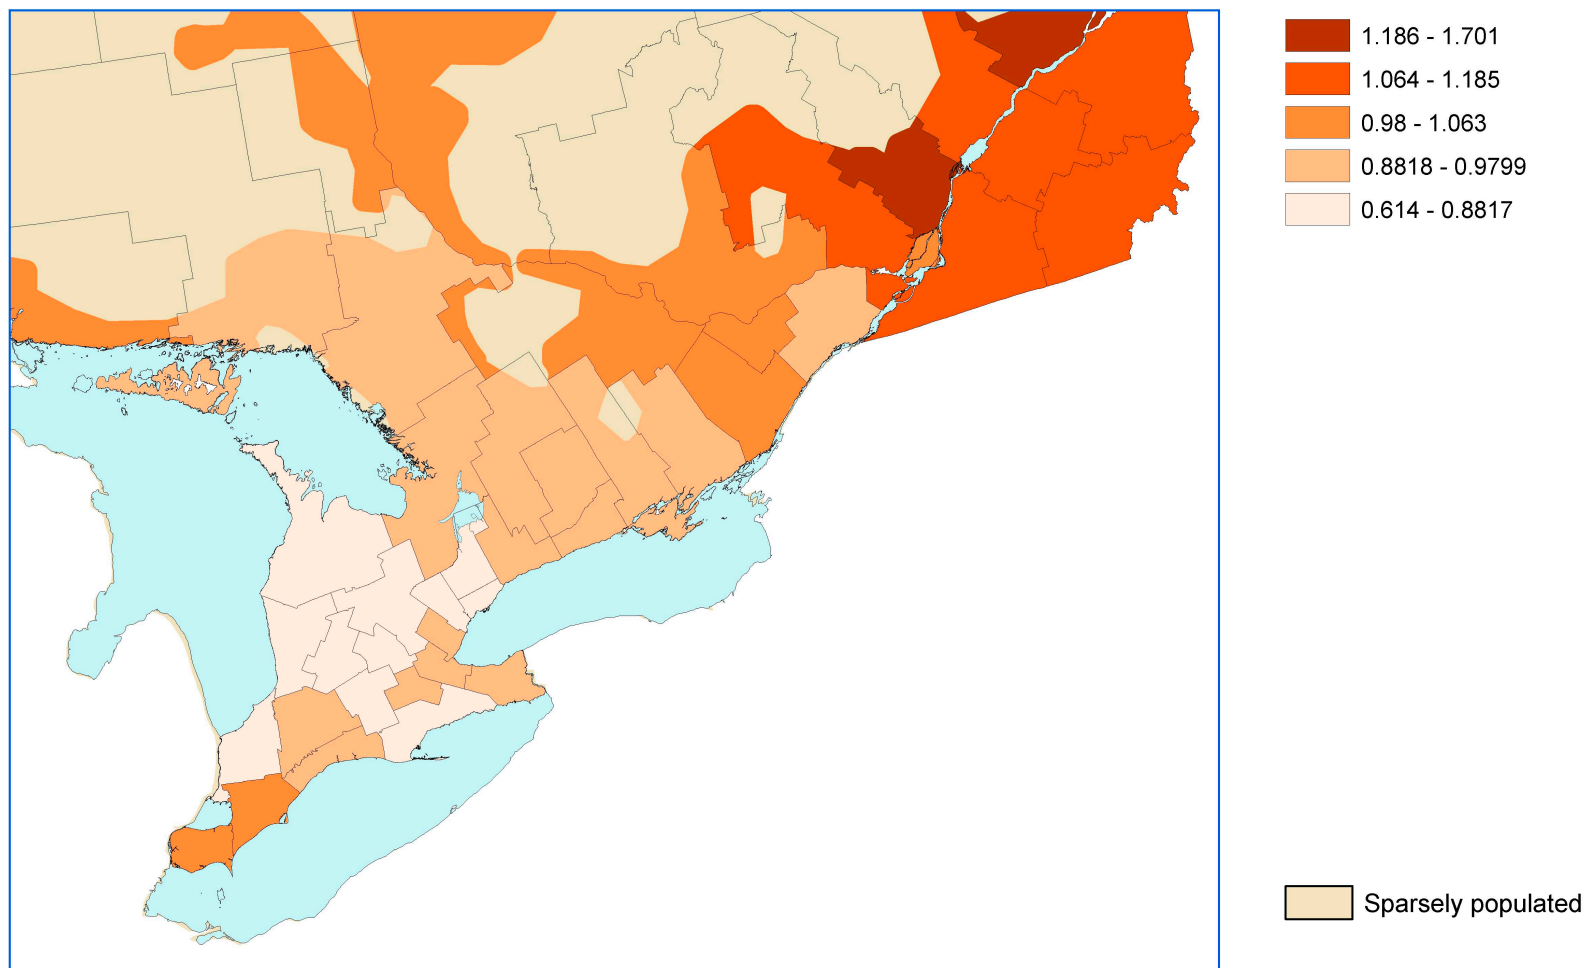 1.186 - 1.701
1.064 - 1.185
0.98 - 1.063
0.8818 - 0.9799
0.614 - 0.8817
Sparsely populated